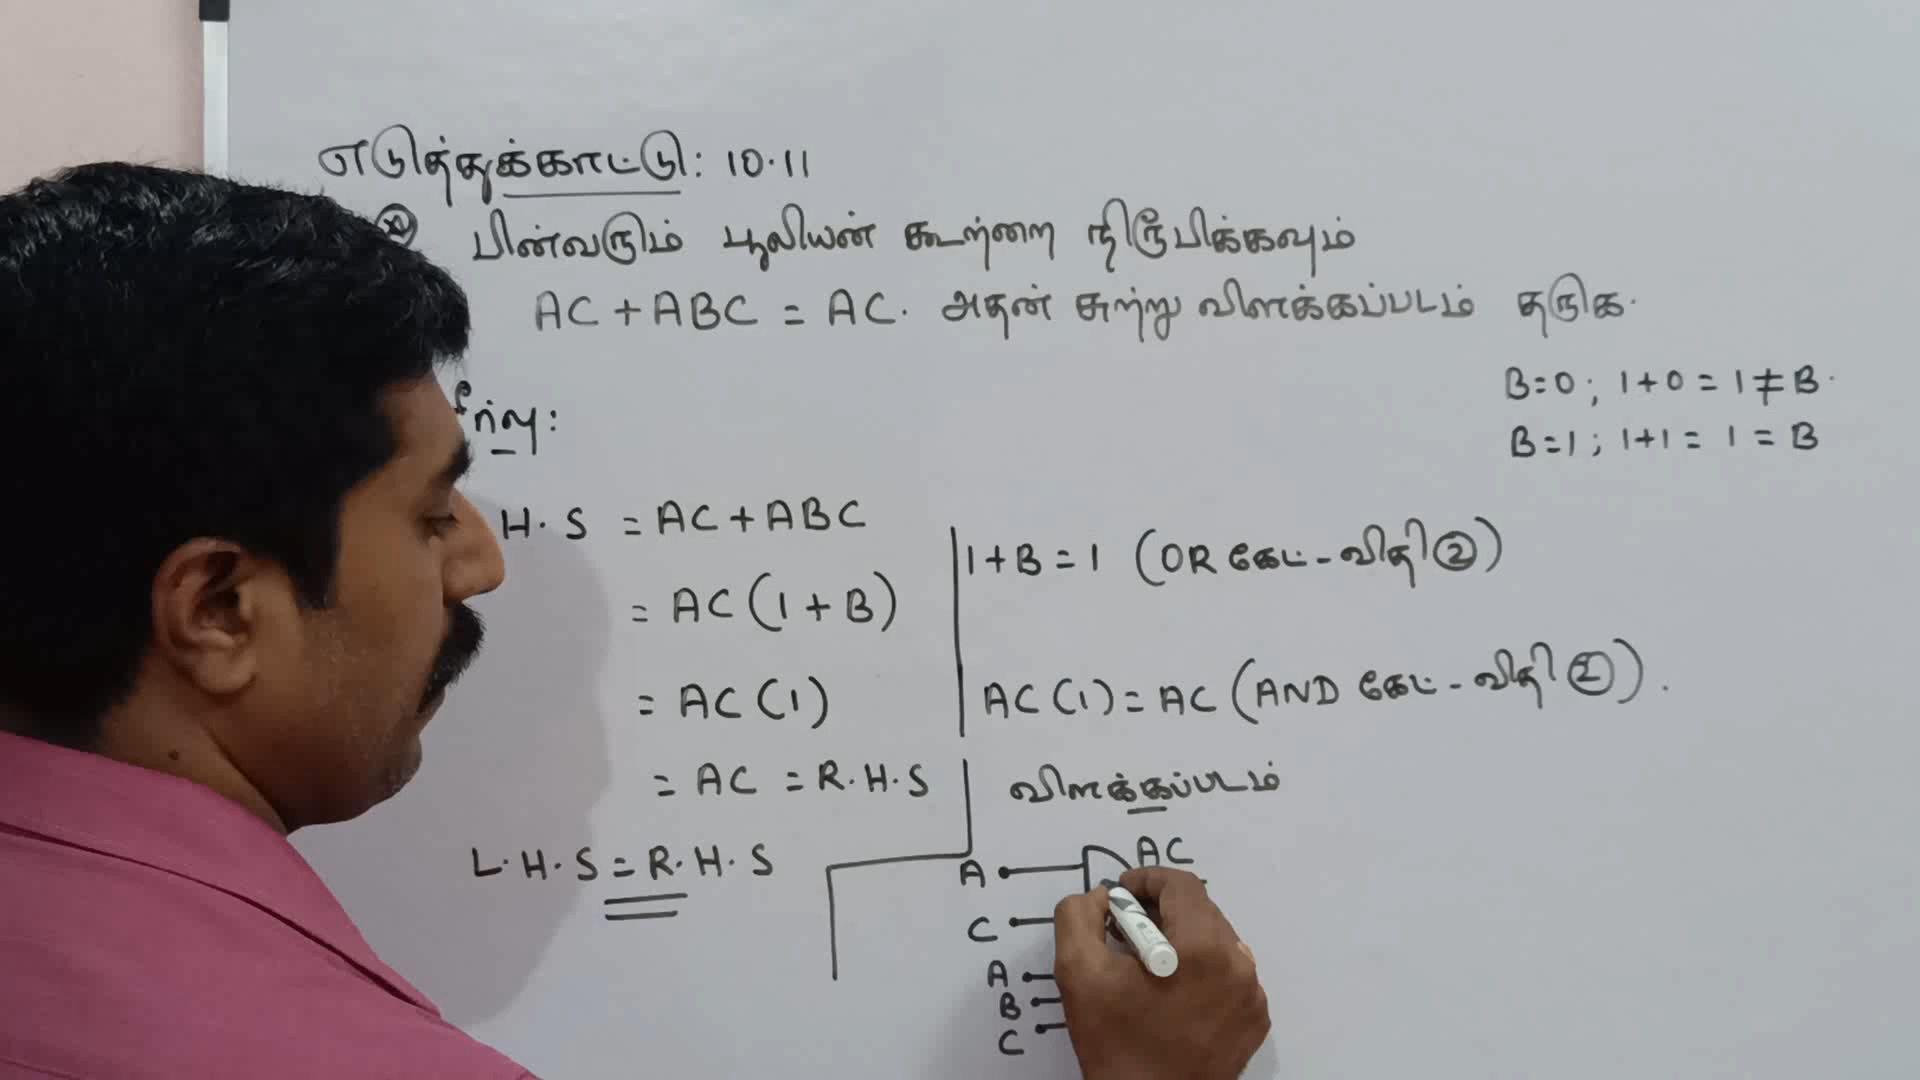 எடுத்துக்காட்டு: 10.11
பின்வரும் பூலியன் கூற்றை நிரூபிக்கவும்
AC + ABC = AC. அதன் சுற்று விளக்கப்படம் தருக.
B=0; 1+0 = 1 ≠ B.
B=1; 1+1 = 1 = B
ர்வு:
H.S = AC + ABC
= AC (1 + B)
1+B = 1 (OR கேட் - விதி ②)
= AC (1)
AC (1) = AC (AND கேட் - விதி ②).
= AC = R.H.S
L.H.S = R.H.S
விளக்கப்படம்
A
AC
C
A
B
C